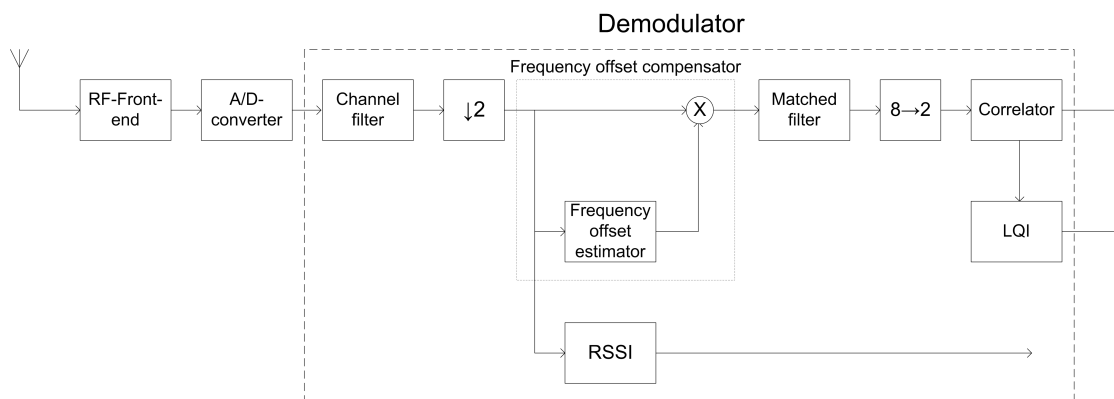 Demodulator
Frequency offset compensator
RF-Front-
end
A/D-
converter
Channel
filter
↓2
X
Matched
filter
8→2
Correlator
Frequency
offset
estimator
LQI
RSSI